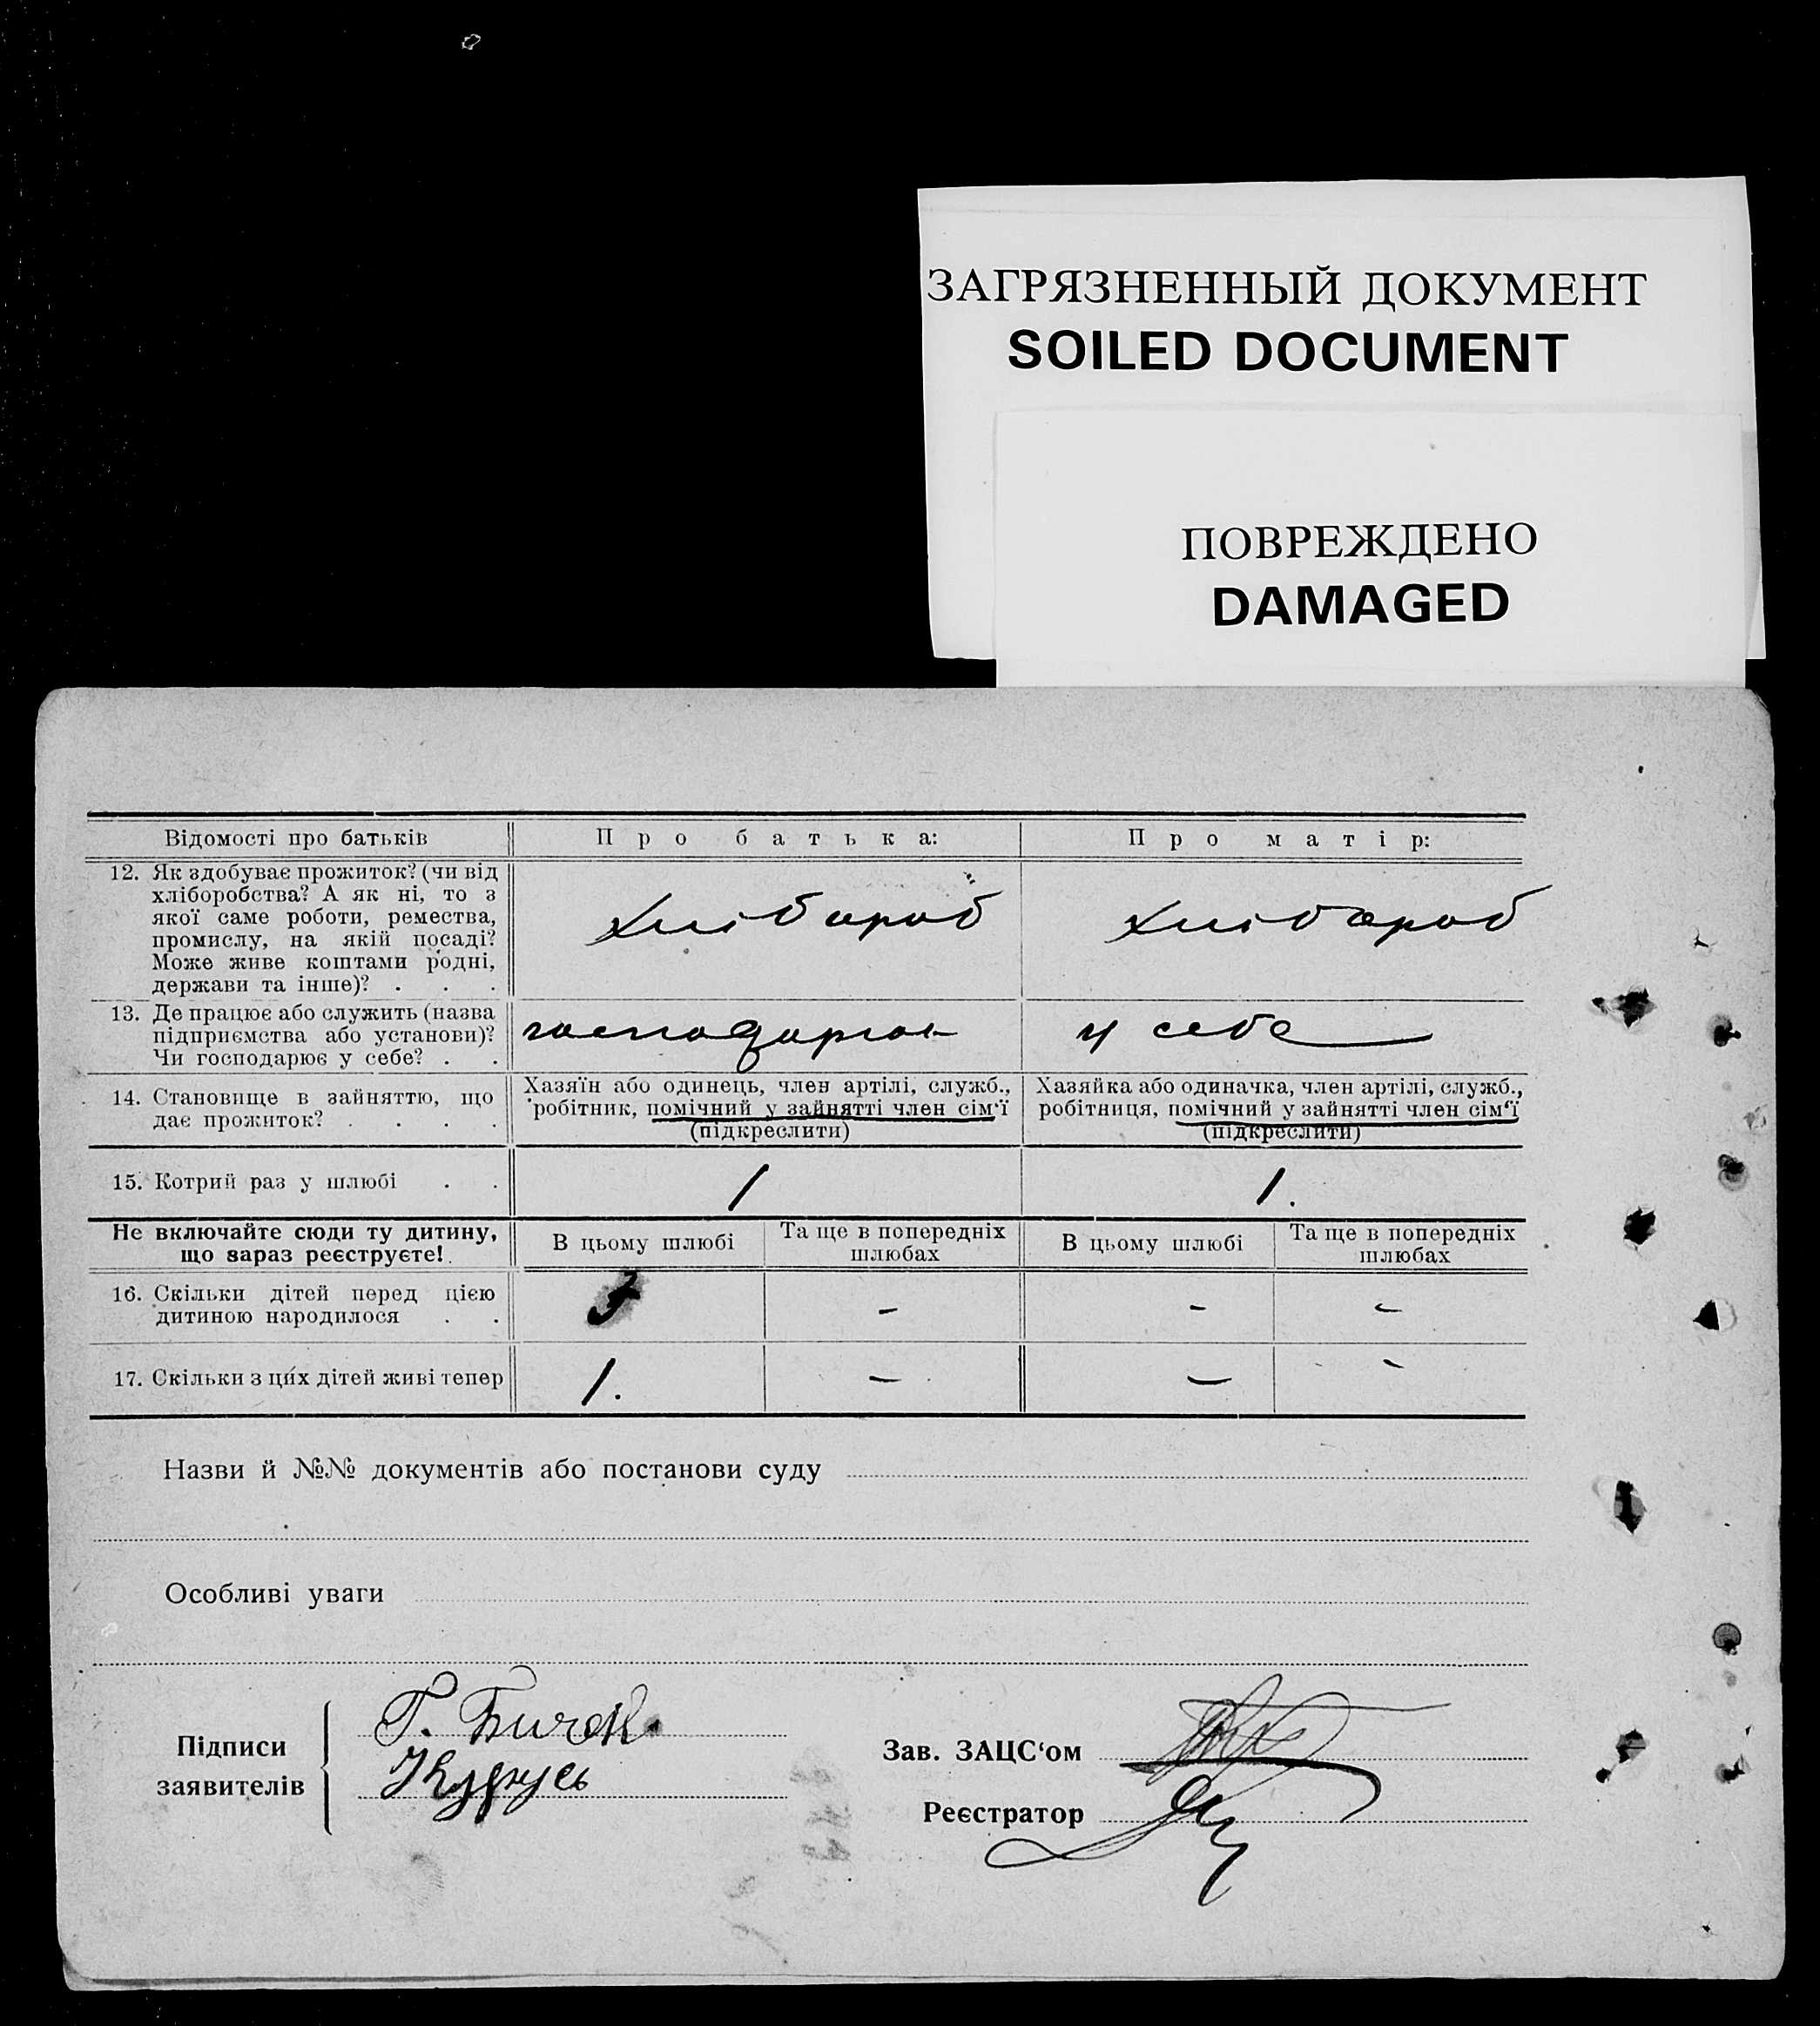 ЗАГРЯЗНЕННЫЙ ДОКУМЕНТ
SOILED DOCUMENT
ПОВРЕЖДЕНО
DAMAGED
Відомості про батьків
Про батька:
Про матір:
12. Як здобуває прожиток? (чи від
хліборобства? А як ні, то з
якої саме роботи, ремества,
промислу, на якій посаді?
Може живе коштами родні,
держави та інше)? . . .
Хлібороб
Хлібороб
13. Де працює або служить (назва
підприємства або установи)?
Чи господарює у себе? . .
господарює
у себе
14. Становище в зайняттю, що
дає прожиток? . . . .
Хазяїн або одинець, член артілі, служб.,
робітник, помічний у зайнятті член сім‘ї
(підкреслити)
Хазяйка або одиначка, член артілі, служб.,
робітниця, помічний у зайнятті член сім‘ї
(підкреслити)
15. Котрий раз у шлюбі . .
1
1.
Не включайте сюди ту дитину,
що зараз реєструєте!
В цьому шлюбі
Та ще в попередніх
шлюбах
В цьому шлюбі
Та ще в попередніх
шлюбах
16. Скільки дітей перед цією
дитиною народилося . .
-
-
-
17. Скільки з цих дітей живі тепер
1.
-
-
-
Назви й №№ документів або постанови суду
Особливі уваги
Підписи
заявителів
Г.
Зав. ЗАЦС‘ом
Реєстратор